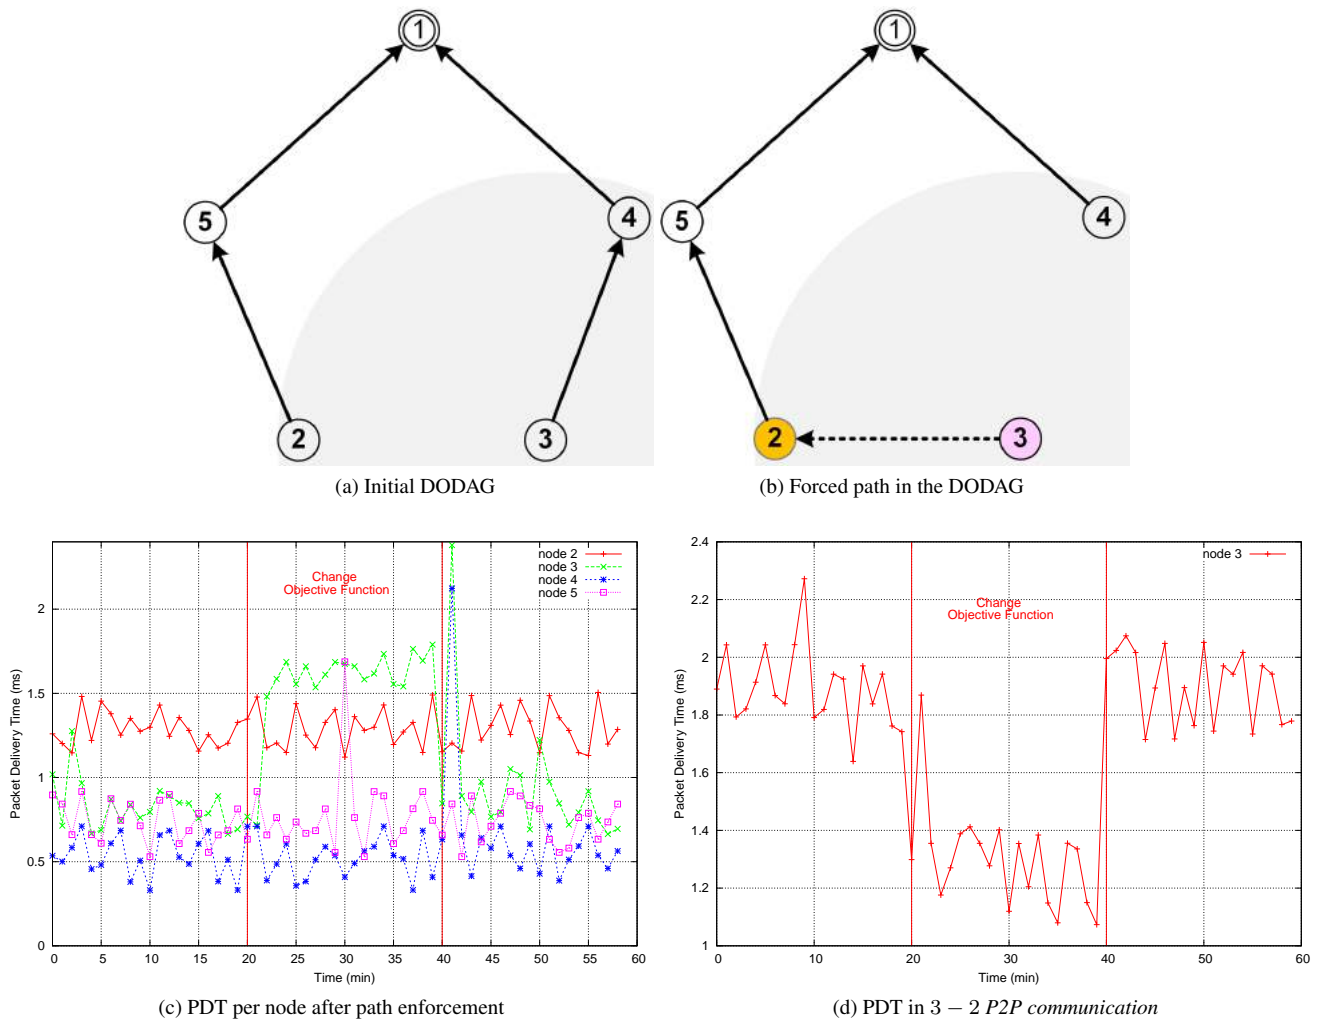 1
5
4
2
3
(a) Initial DODAG
1
5
4
2
3
(b) Forced path in the DODAG
Packet Delivery Time (ms)
2
1.5
1
0.5
0
0 5 10 15 20 25 30 35 40 45 50 55 60
Time (min)
Change
Objective Function
node 2
node 3
node 4
node 5
(c) PDT per node after path enforcement
Packet Delivery Time (ms)
2.4
2.2
2
1.8
1.6
1.4
1.2
1
0 10 20 30 40 50 60
Time (min)
Change
Objective Function
node 3
(d) PDT in 3 − 2 P2P communication